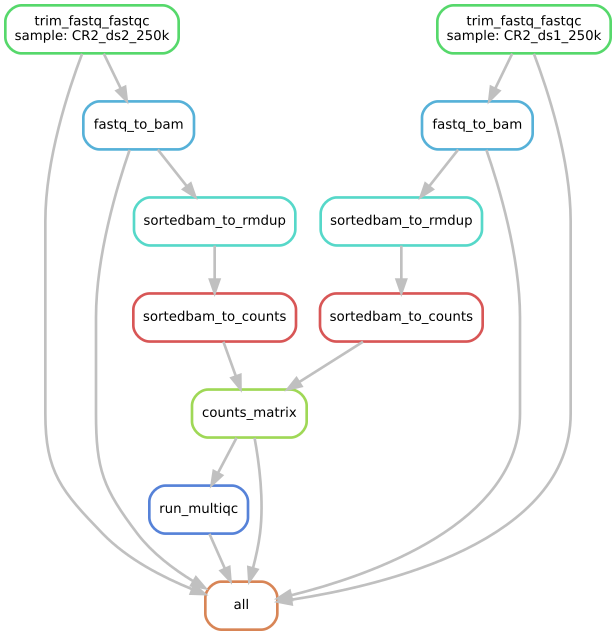 trim_fastq_fastqc
sample: CR2_ds2_250k
trim_fastq_fastqc
sample: CR2_ds1_250k
fastq_to_bam
fastq_to_bam
sortedbam_to_rmdup
sortedbam_to_rmdup
sortedbam_to_counts
sortedbam_to_counts
counts_matrix
run_multiqc
all